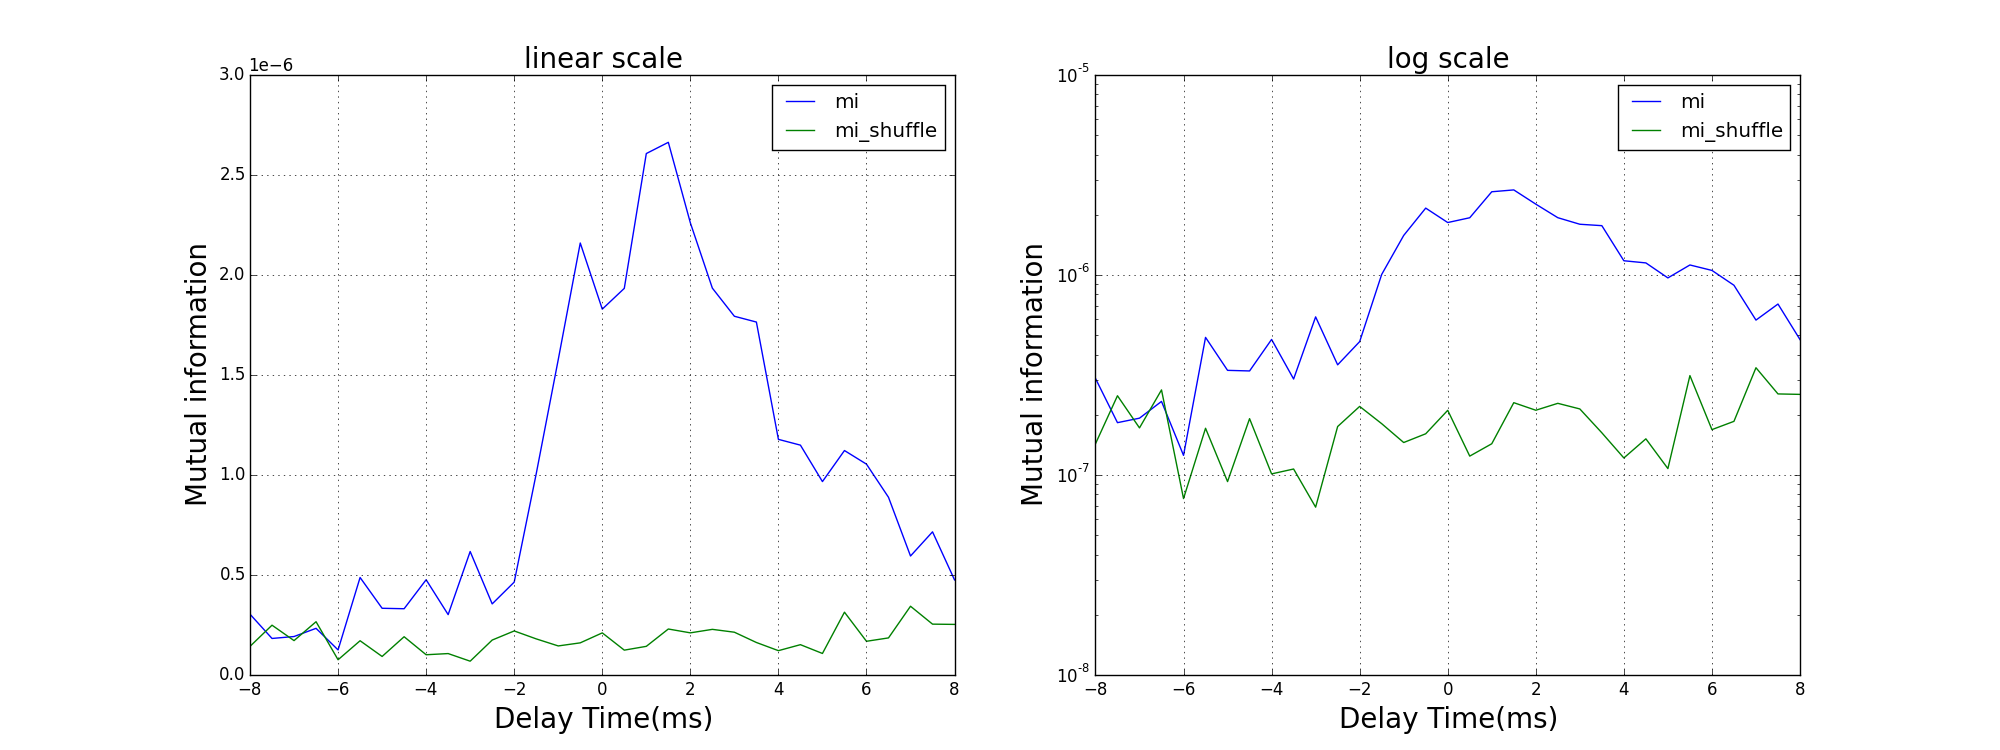 linear scale
1e−6
3.0
2.5
2.0
1.5
1.0
0.5
0.0
−8 −6 −4 −2 0 2 4 6 8
Mutual information
Delay Time(ms)
mi
mi_shuffle
log scale
10-5
10-6
10-7
10-8
−8 −6 −4 −2 0 2 4 6 8
Mutual information
Delay Time(ms)
mi
mi_shuffle